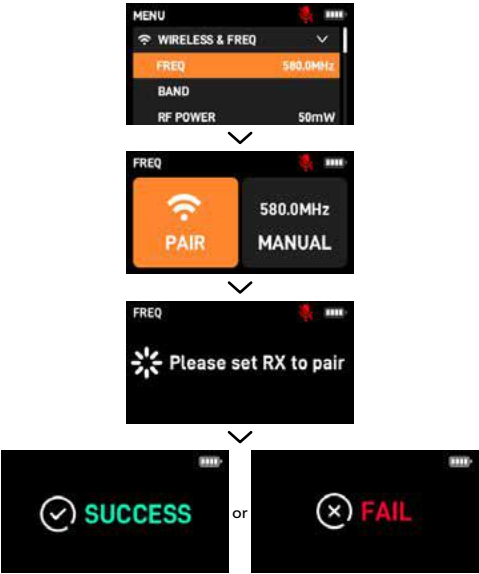 MENU
WIRELESS & FREQ
FREQ 580.0MHz
BAND
RF POWER 50mW
FREQ
580.0MHz
PAIR MANUAL
FREQ
Please set RX to pair
SUCCESS or FAIL